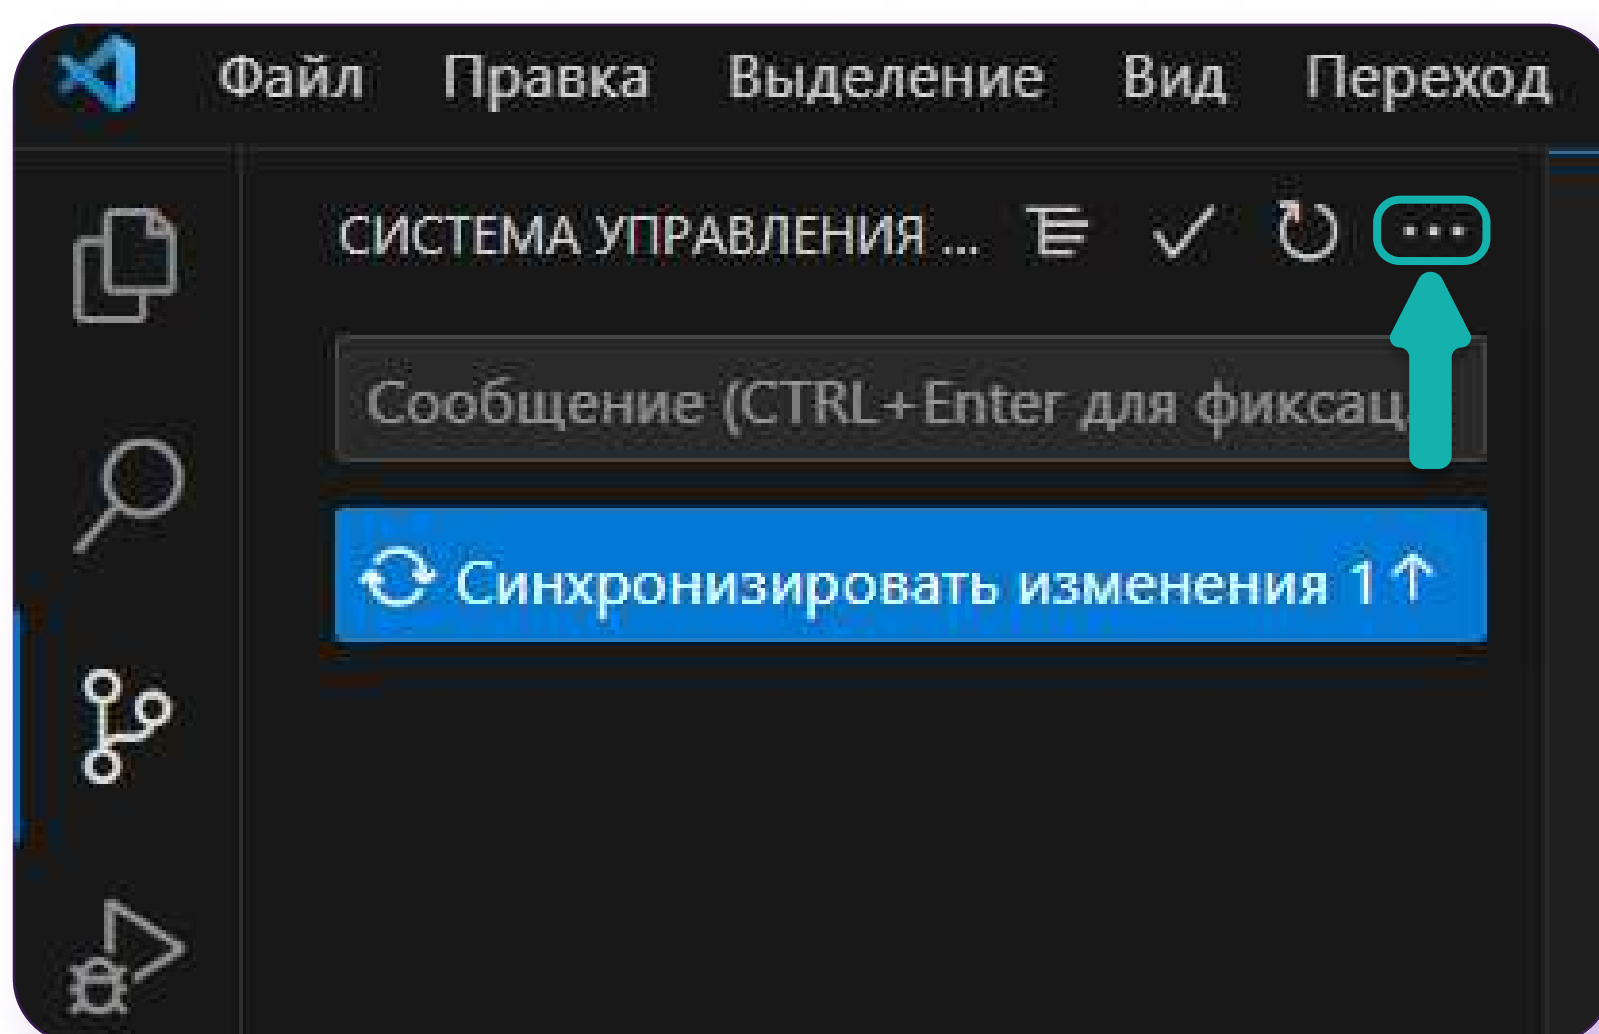 Файл Правка Выделение Вид Переход
СИСТЕМА УПРАВЛЕНИЯ ...
Сообщение (CTRL+Enter для фиксац
Синхронизировать изменения 1↑